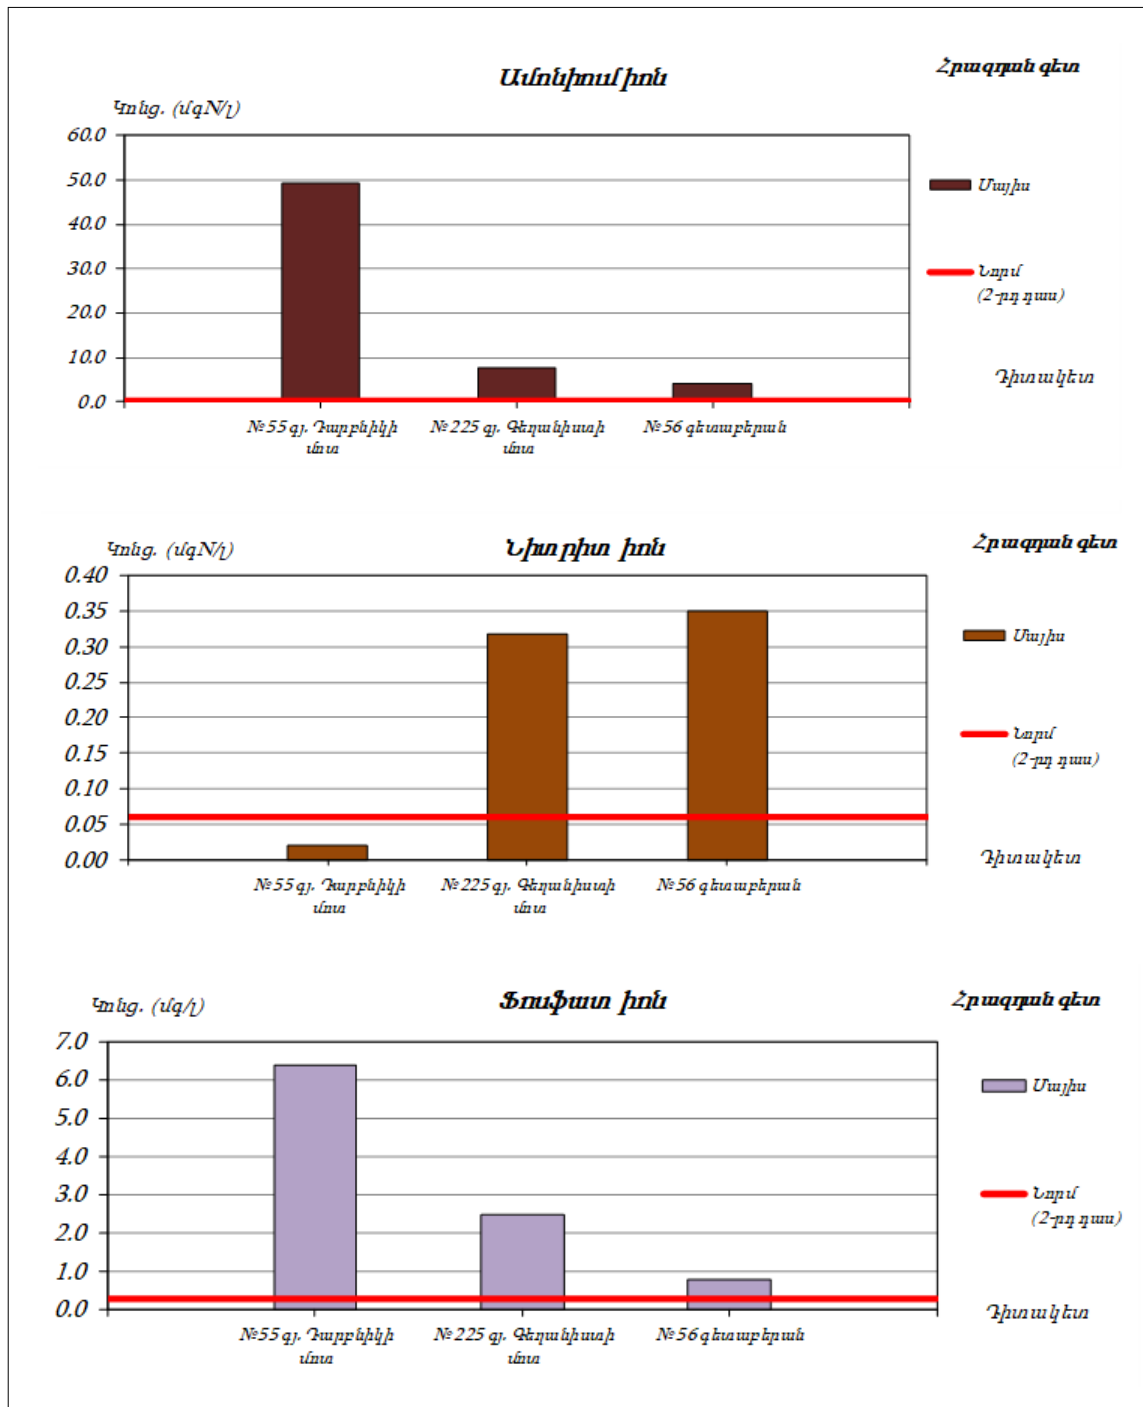 Ամոնիում իոն
Հրազդան գետ
Կոնց. (մգN/լ)
60.0
50.0
40.0
30.0
20.0
10.0
0.0
№55 գյ. Դարբնիկի
մոտ
№225 գյ. Գեղանիստի
մոտ
№56 գետաբերան
Մայիս
Նորմ
(2-րդ դաս)
Դիտակետ
Նիտրիտ իոն
Հրազդան գետ
Կոնց. (մգN/լ)
0.40
0.35
0.30
0.25
0.20
0.15
0.10
0.05
0.00
№55 գյ. Դարբնիկի
մոտ
№225 գյ. Գեղանիստի
մոտ
№56 գետաբերան
Մայիս
Նորմ
(2-րդ դաս)
Դիտակետ
Ֆոսֆատ իոն
Հրազդան գետ
Կոնց. (մգ/լ)
7.0
6.0
5.0
4.0
3.0
2.0
1.0
0.0
№55 գյ. Դարբնիկի
մոտ
№225 գյ. Գեղանիստի
մոտ
№56 գետաբերան
Մայիս
Նորմ
(2-րդ դաս)
Դիտակետ